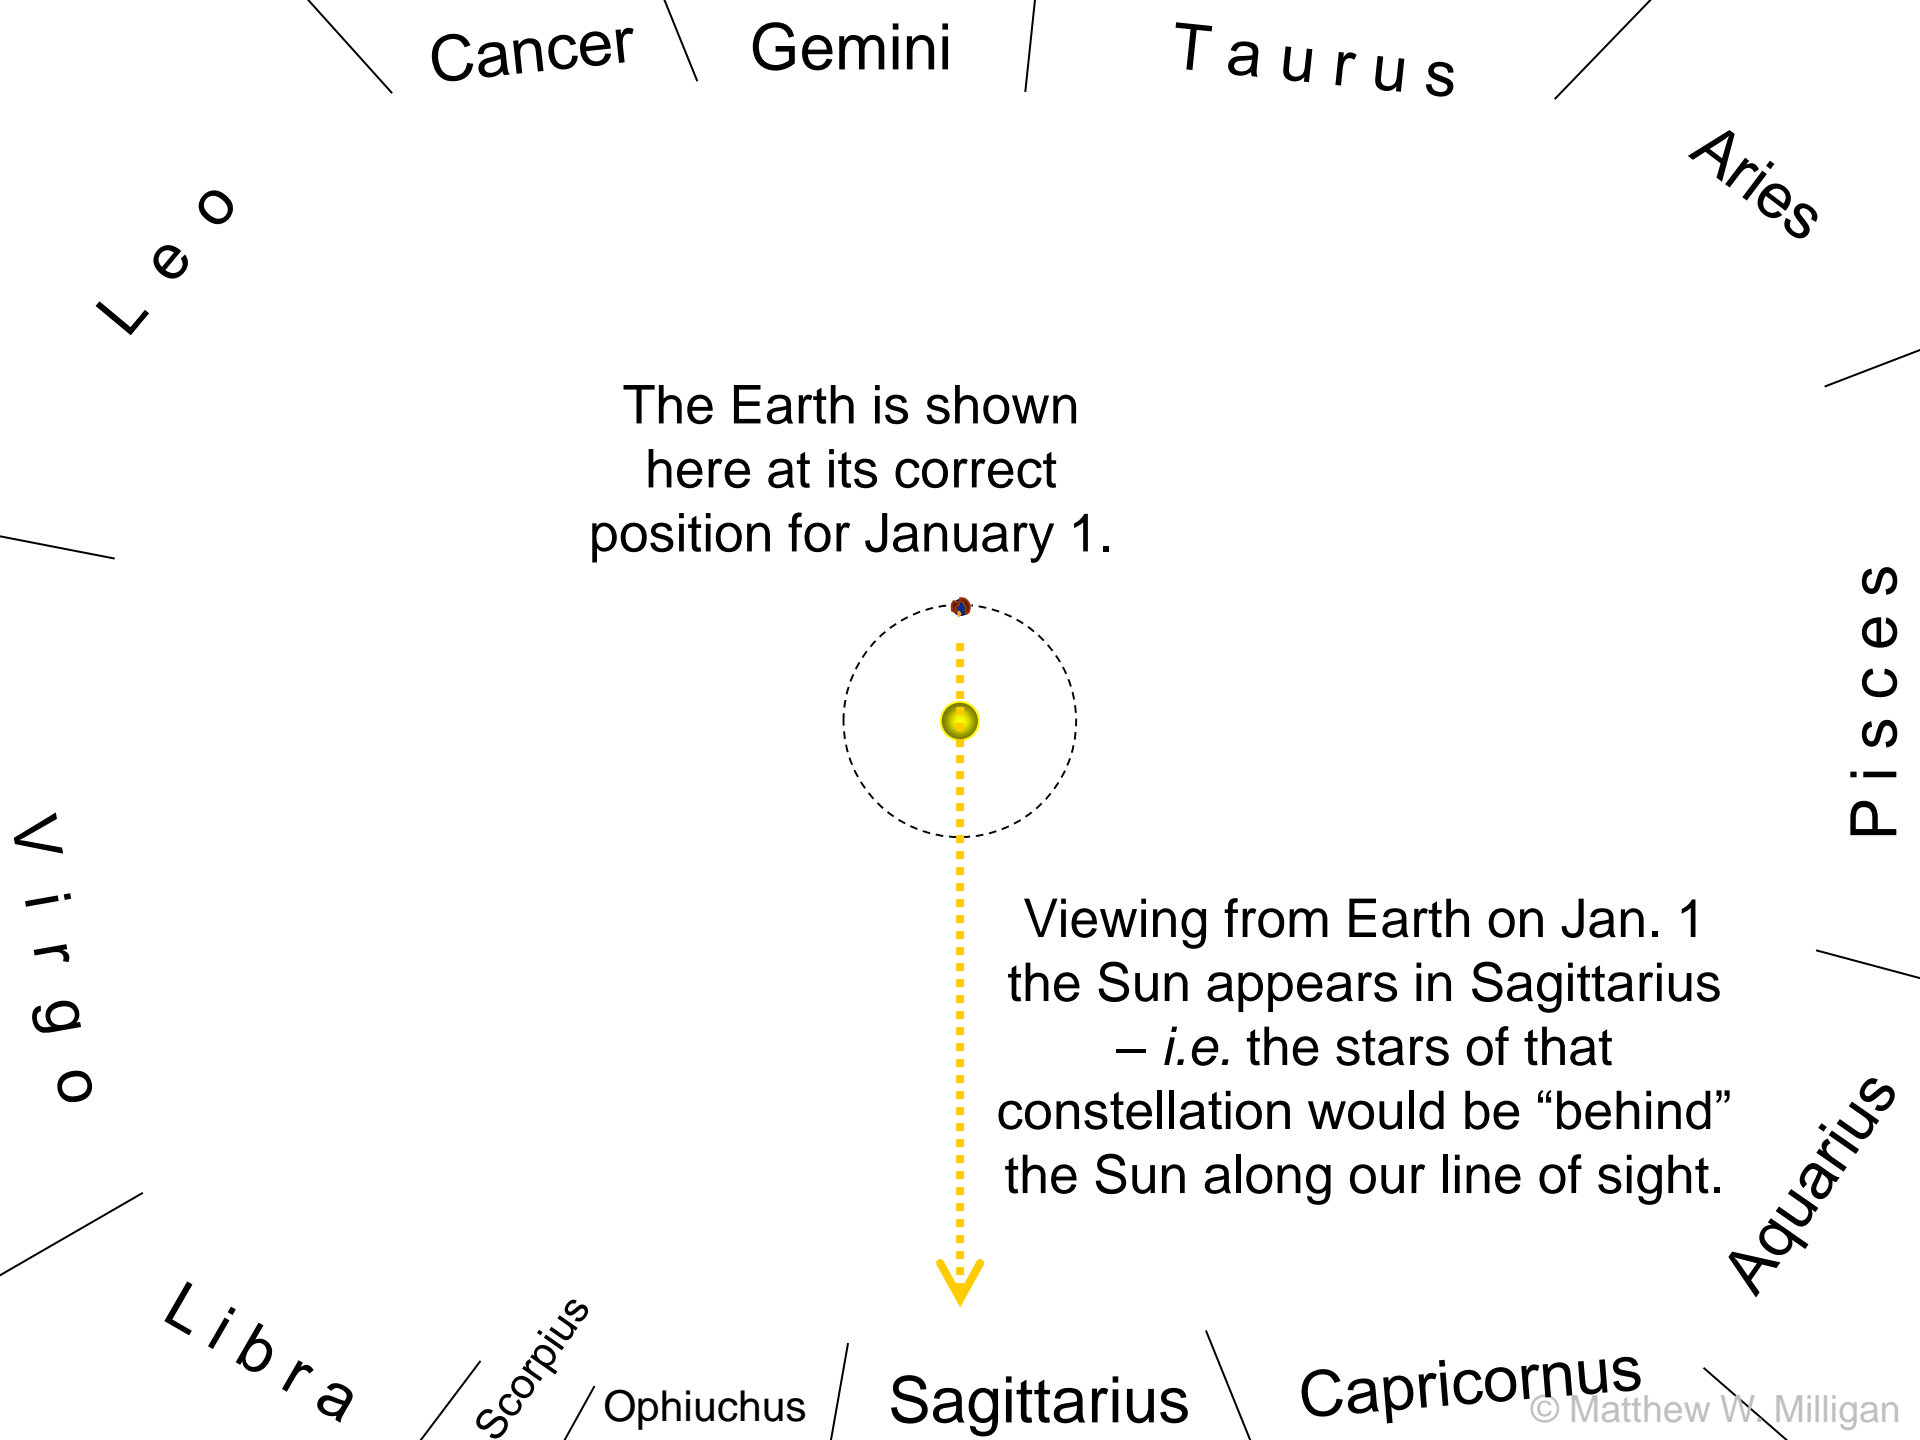 Cancer
Gemini
Taurus
Aries
Leo
The Earth is shown
here at its correct
position for January 1.
Pisces
Virgo
Viewing from Earth on Jan. 1
the Sun appears in Sagittarius
– i.e. the stars of that
constellation would be “behind”
the Sun along our line of sight.
Aquarius
Libra
Scorpius
Ophiuchus
Sagittarius
Capricornus
© Matthew W. Milligan